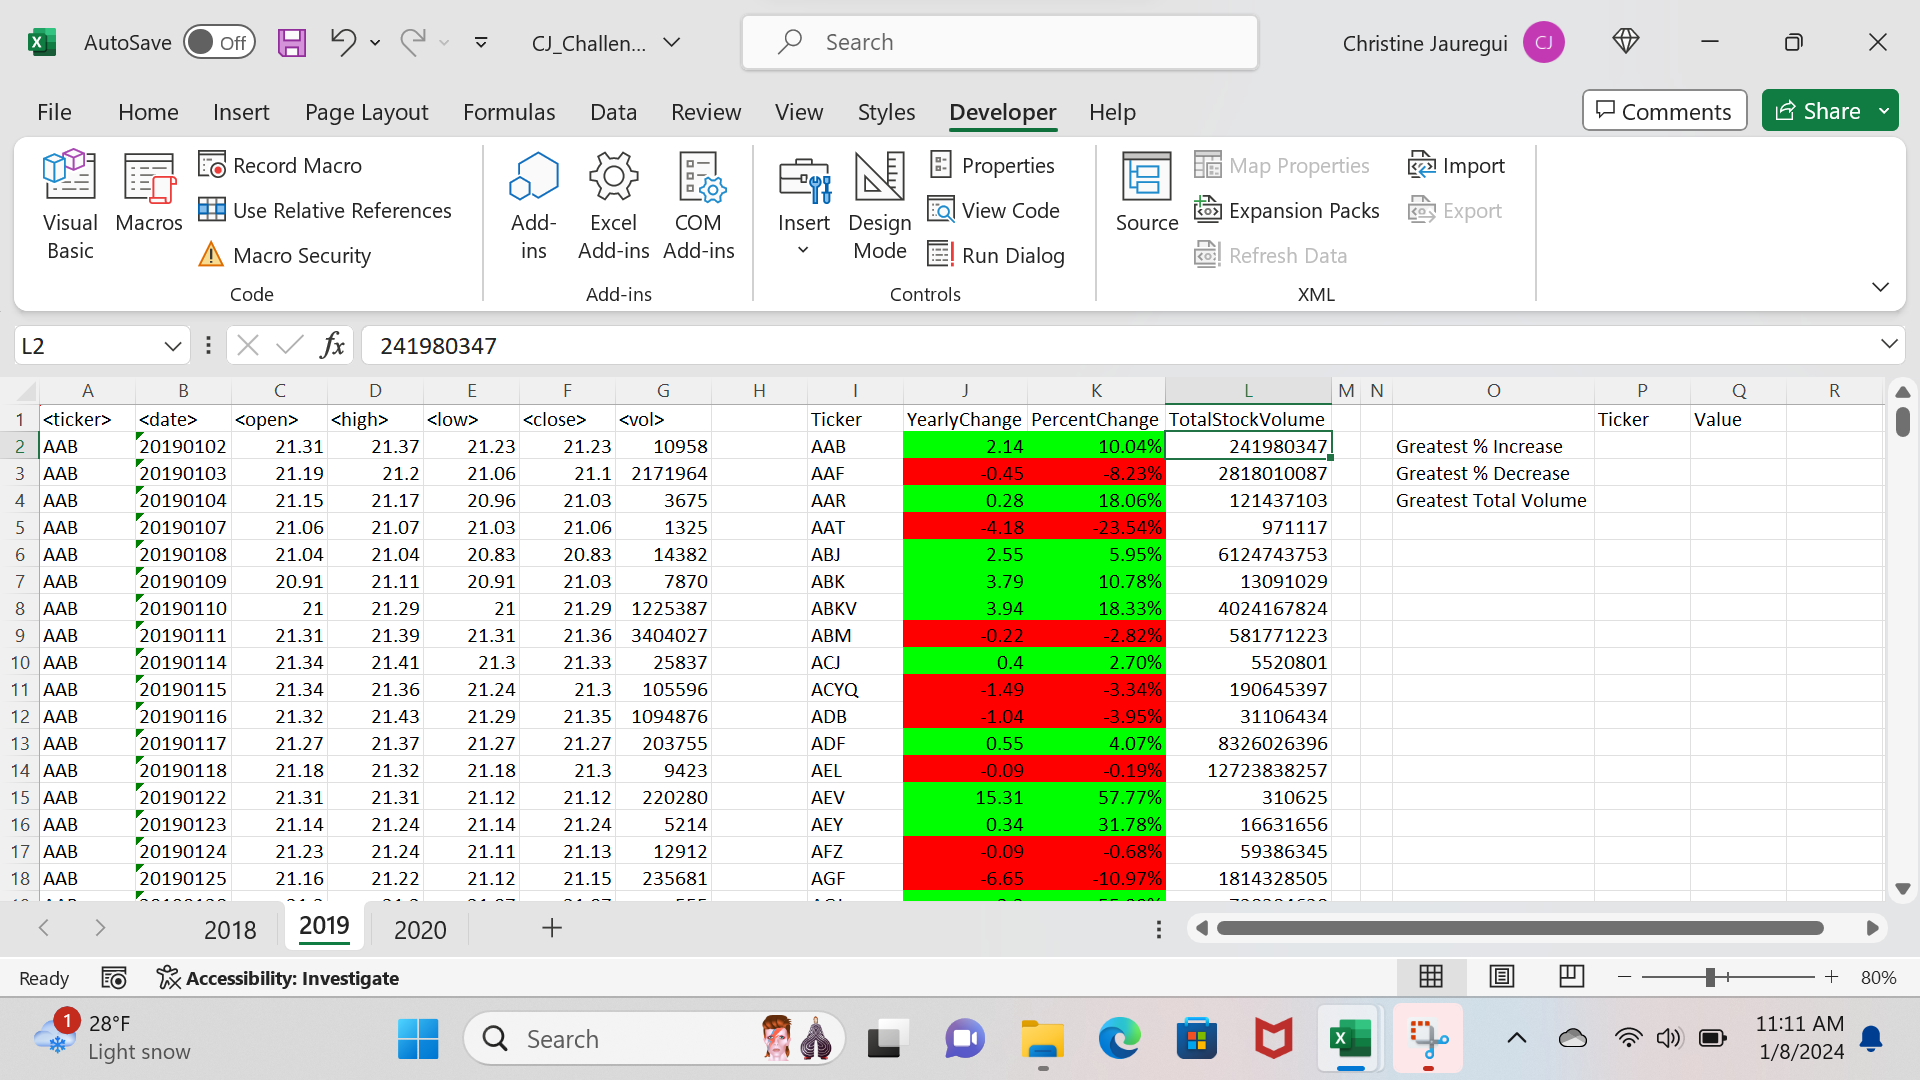 AutoSave Off CJ_Challen... Search Christine Jauregui CJ
File Home Insert Page Layout Formulas Data Review View Styles Developer Help Comments Share
Visual Basic
Macros
Record Macro
Use Relative References
Macro Security
Code
Add-ins
Excel Add-ins
COM Add-ins
Add-ins
Insert
Design Mode
Properties
View Code
Run Dialog
Controls
Source
Map Properties
Expansion Packs
Refresh Data
Import
Export
XML
L2 fx 241980347
A B C D E F G H I J K L M N O P Q R
1 <ticker> <date> <open> <high> <low> <close> <vol> Ticker YearlyChange PercentChange TotalStockVolume Ticker Value
2 AAB 20190102 21.31 21.37 21.23 21.23 10958 AAB 2.14 10.04% 241980347 Greatest % Increase
3 AAB 20190103 21.19 21.2 21.06 21.1 2171964 AAF -0.45 -8.23% 2818010087 Greatest % Decrease
4 AAB 20190104 21.15 21.17 20.96 21.03 3675 AAR 0.28 18.06% 121437103 Greatest Total Volume
5 AAB 20190107 21.06 21.07 21.03 21.06 1325 AAT -4.18 -23.54% 971117
6 AAB 20190108 21.04 21.04 20.83 20.83 14382 ABJ 2.55 5.95% 6124743753
7 AAB 20190109 20.91 21.11 20.91 21.03 7870 ABK 3.79 10.78% 13091029
8 AAB 20190110 21 21.29 21 21.29 1225387 ABKV 3.94 18.33% 4024167824
9 AAB 20190111 21.31 21.39 21.31 21.36 3404027 ABM -0.22 -2.82% 581771223
10 AAB 20190114 21.34 21.41 21.3 21.33 25837 ACJ 0.4 2.70% 5520801
11 AAB 20190115 21.34 21.36 21.24 21.3 105596 ACYQ -1.49 -3.34% 190645397
12 AAB 20190116 21.32 21.43 21.29 21.35 1094876 ADB -1.04 -3.95% 31106434
13 AAB 20190117 21.27 21.37 21.27 21.27 203755 ADF 0.55 4.07% 8326026396
14 AAB 20190118 21.18 21.32 21.18 21.3 9423 AEL -0.09 -0.19% 12723838257
15 AAB 20190122 21.31 21.31 21.12 21.12 220280 AEV 15.31 57.77% 310625
16 AAB 20190123 21.14 21.24 21.14 21.24 5214 AEY 0.34 31.78% 16631656
17 AAB 20190124 21.23 21.24 21.11 21.13 12912 AFZ -0.09 -0.68% 59386345
18 AAB 20190125 21.16 21.22 21.12 21.15 235681 AGF -6.65 -10.97% 1814328505
2018 2019 2020
Ready Accessibility: Investigate 80%
1 28°F
Light snow
Search
11:11 AM
1/8/2024